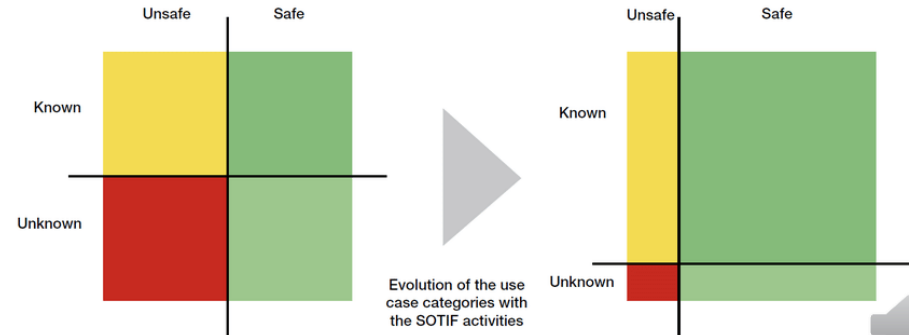 Unsafe
Safe
Known
Unknown
Evolution of the use
case categories with
the SOTIF activities
Unsafe
Safe
Known
Unknown